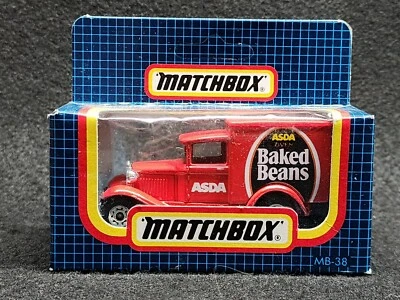 MATCHBOX
ASDA
Baked
Beans
ASDA
MATCHBOX
MB-38